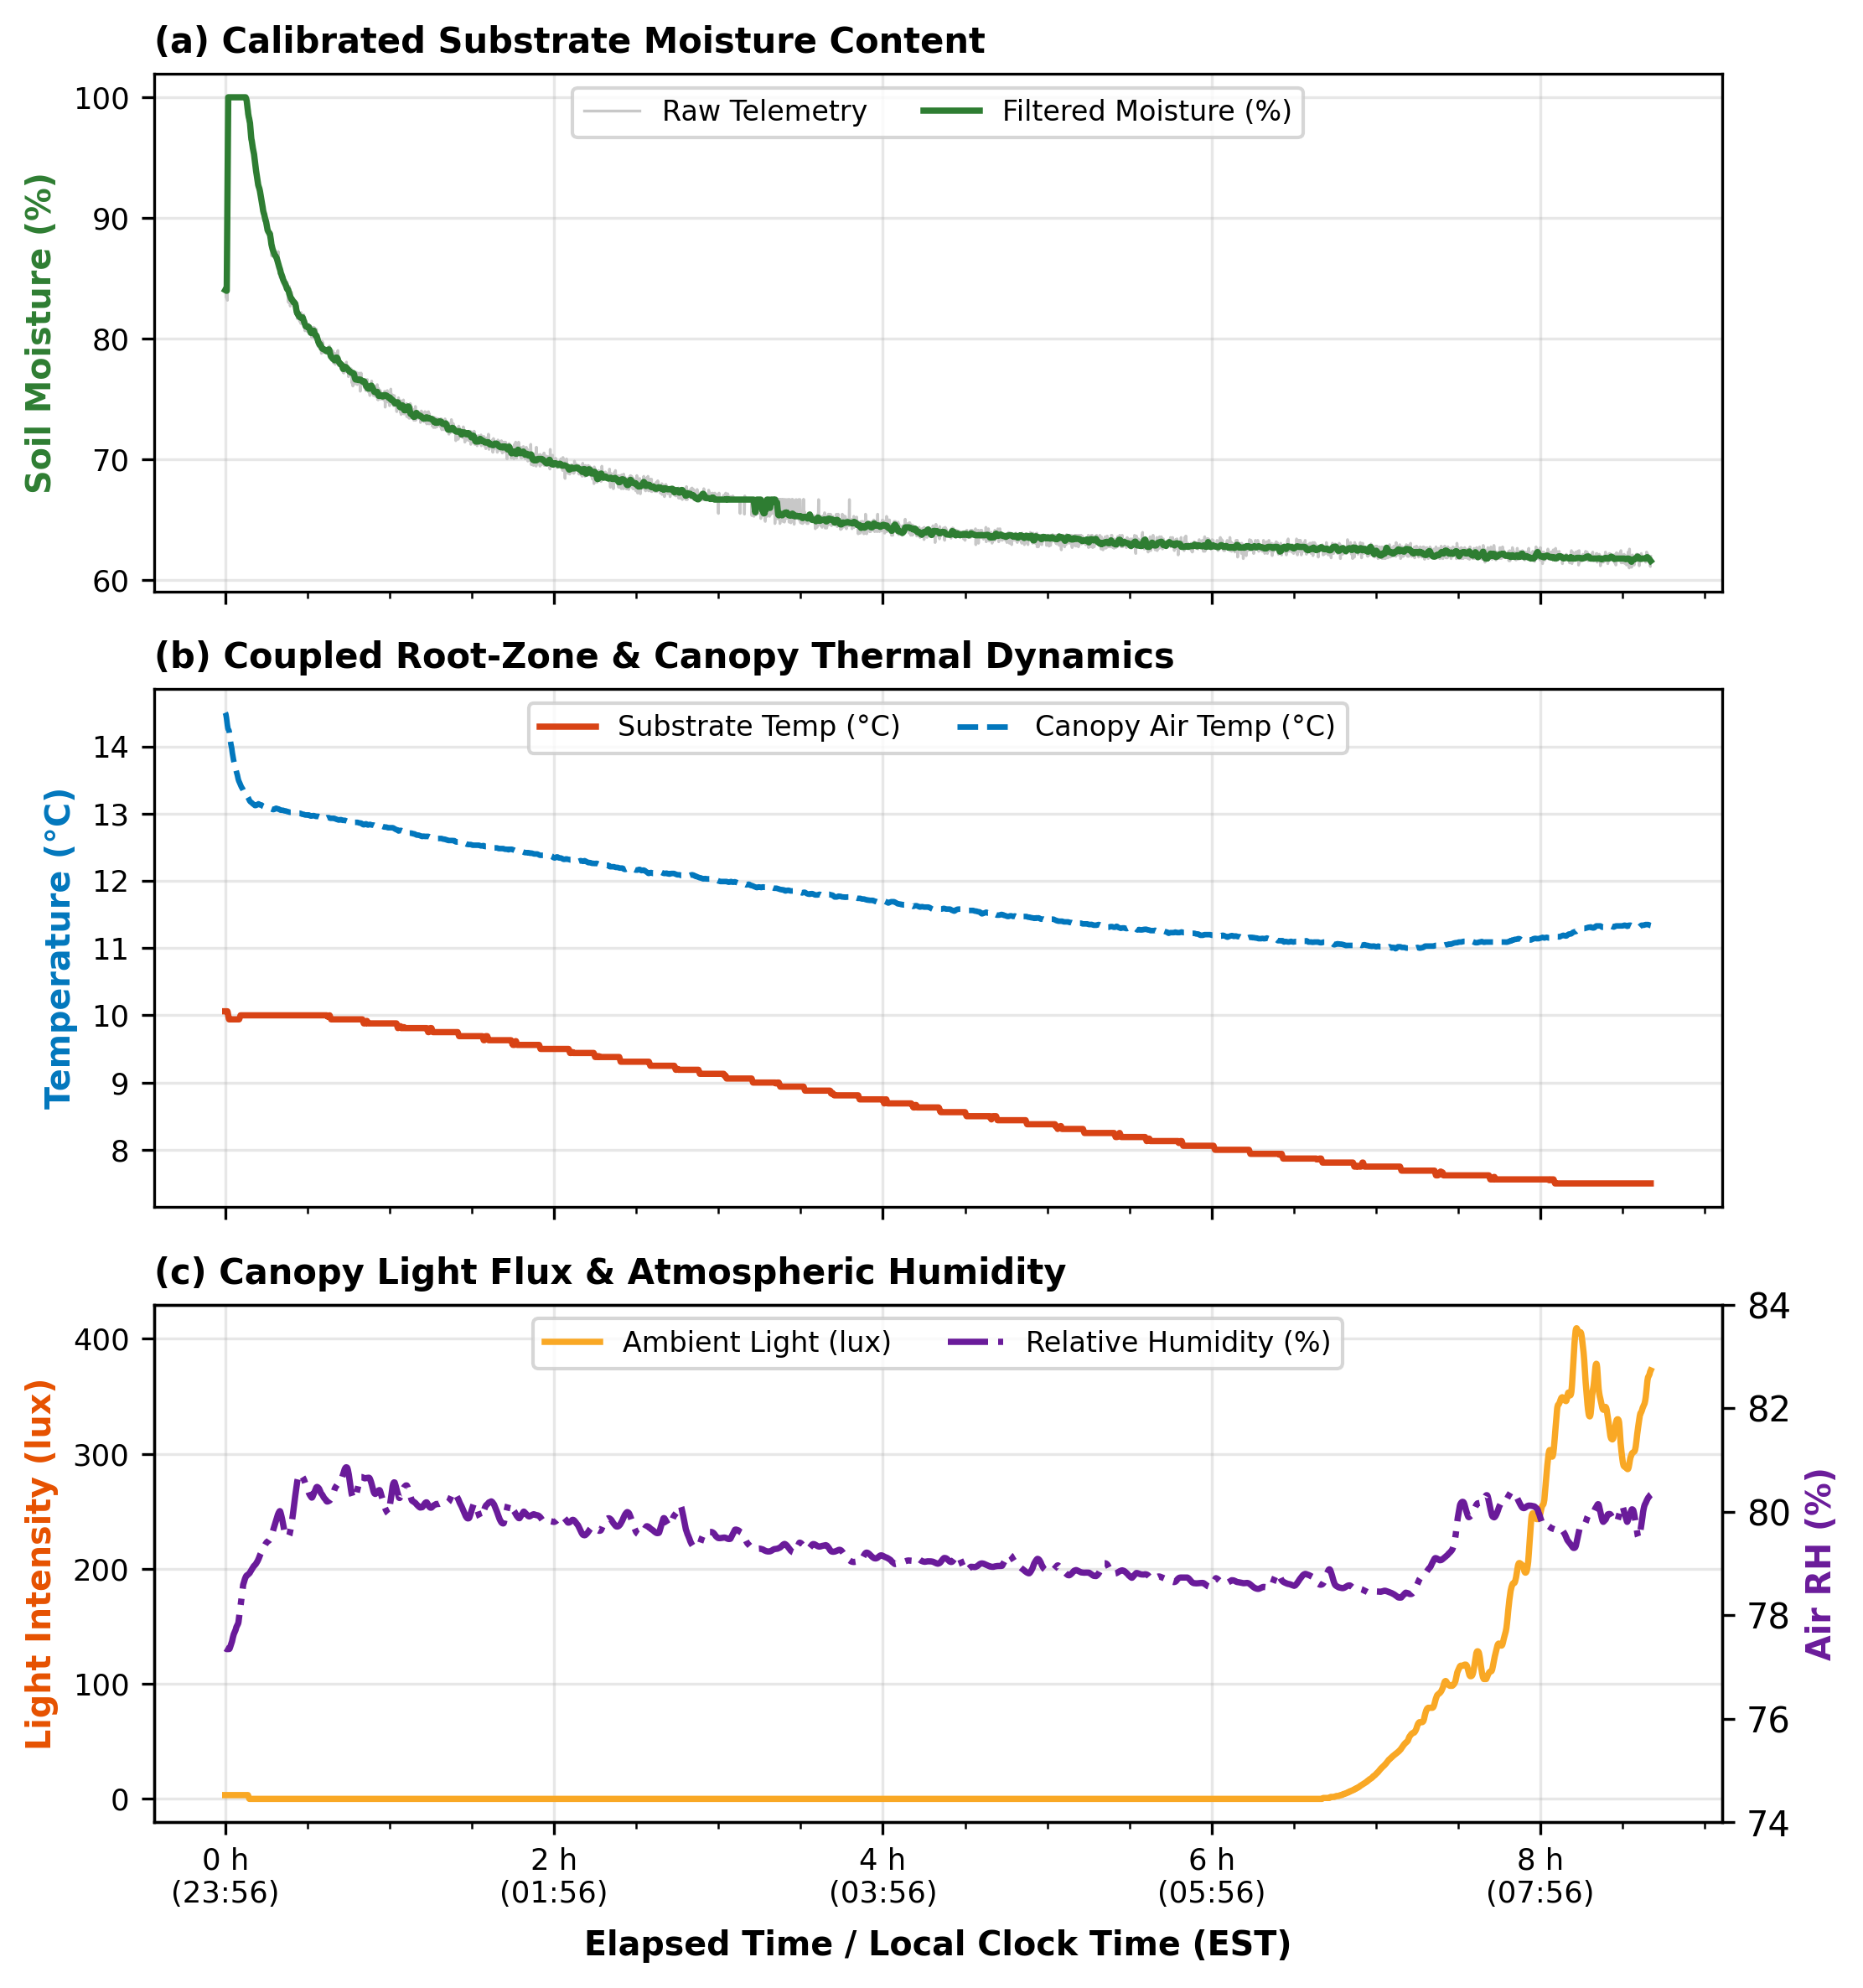 (a) Calibrated Substrate Moisture Content
Raw Telemetry
Filtered Moisture (%)
Soil Moisture (%)
100
90
80
70
60
(b) Coupled Root-Zone & Canopy Thermal Dynamics
Substrate Temp (°C)
Canopy Air Temp (°C)
Temperature (°C)
14
13
12
11
10
9
8
(c) Canopy Light Flux & Atmospheric Humidity
Ambient Light (lux)
Relative Humidity (%)
Light Intensity (lux)
400
300
200
100
0
84
82
80
78
76
74
Air RH (%)
0 h
(23:56)
2 h
(01:56)
4 h
(03:56)
6 h
(05:56)
8 h
(07:56)
Elapsed Time / Local Clock Time (EST)